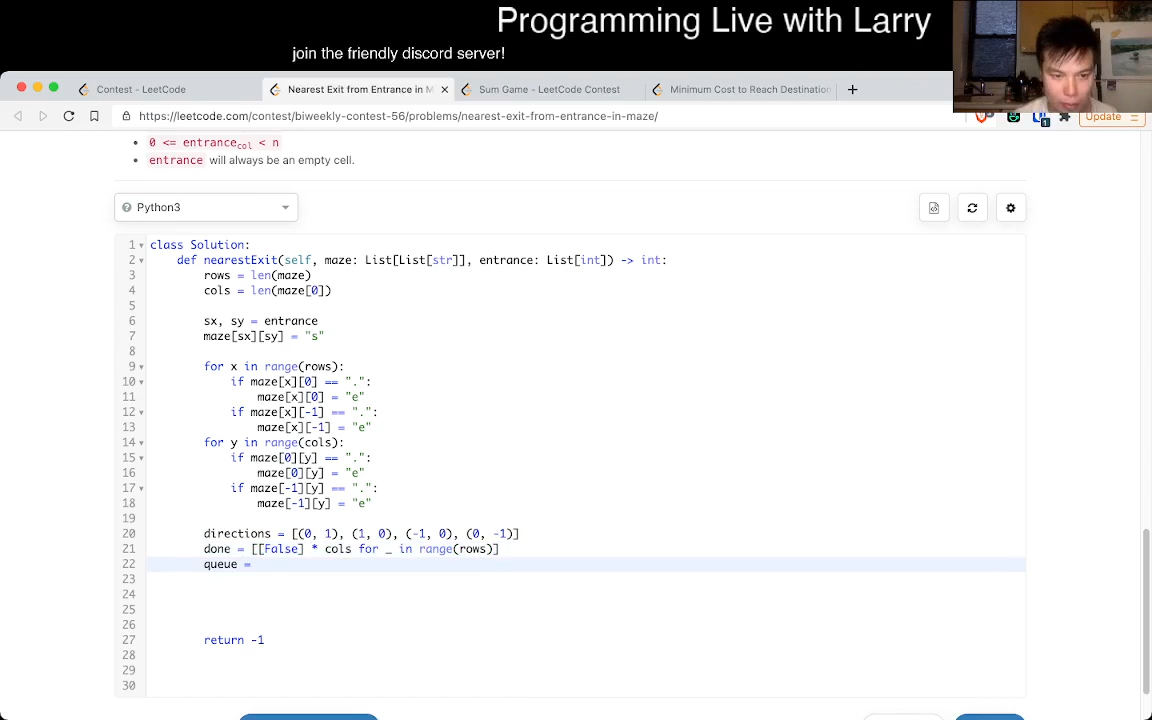 Programming Live with Larry
join the friendly discord server!
Contest - LeetCode
Nearest Exit from Entrance in M
Sum Game - LeetCode Contest
Minimum Cost to Reach Destination
https://leetcode.com/contest/biweekly-contest-56/problems/nearest-exit-from-entrance-in-maze/
Update
0 <= entrancecol < n
entrance will always be an empty cell.
Python3
1 class Solution:
2 def nearestExit(self, maze: List[List[str]], entrance: List[int]) -> int:
3 rows = len(maze)
4 cols = len(maze[0])
5
6 sx, sy = entrance
7 maze[sx][sy] = "s"
8
9 for x in range(rows):
10 if maze[x][0] == ".":
11 maze[x][0] = "e"
12 if maze[x][-1] == ".":
13 maze[x][-1] = "e"
14 for y in range(cols):
15 if maze[0][y] == ".":
16 maze[0][y] = "e"
17 if maze[-1][y] == ".":
18 maze[-1][y] = "e"
19
20 directions = [(0, 1), (1, 0), (-1, 0), (0, -1)]
21 done = [[False] * cols for _ in range(rows)]
22 queue =
23
24
25
26
27 return -1
28
29
30